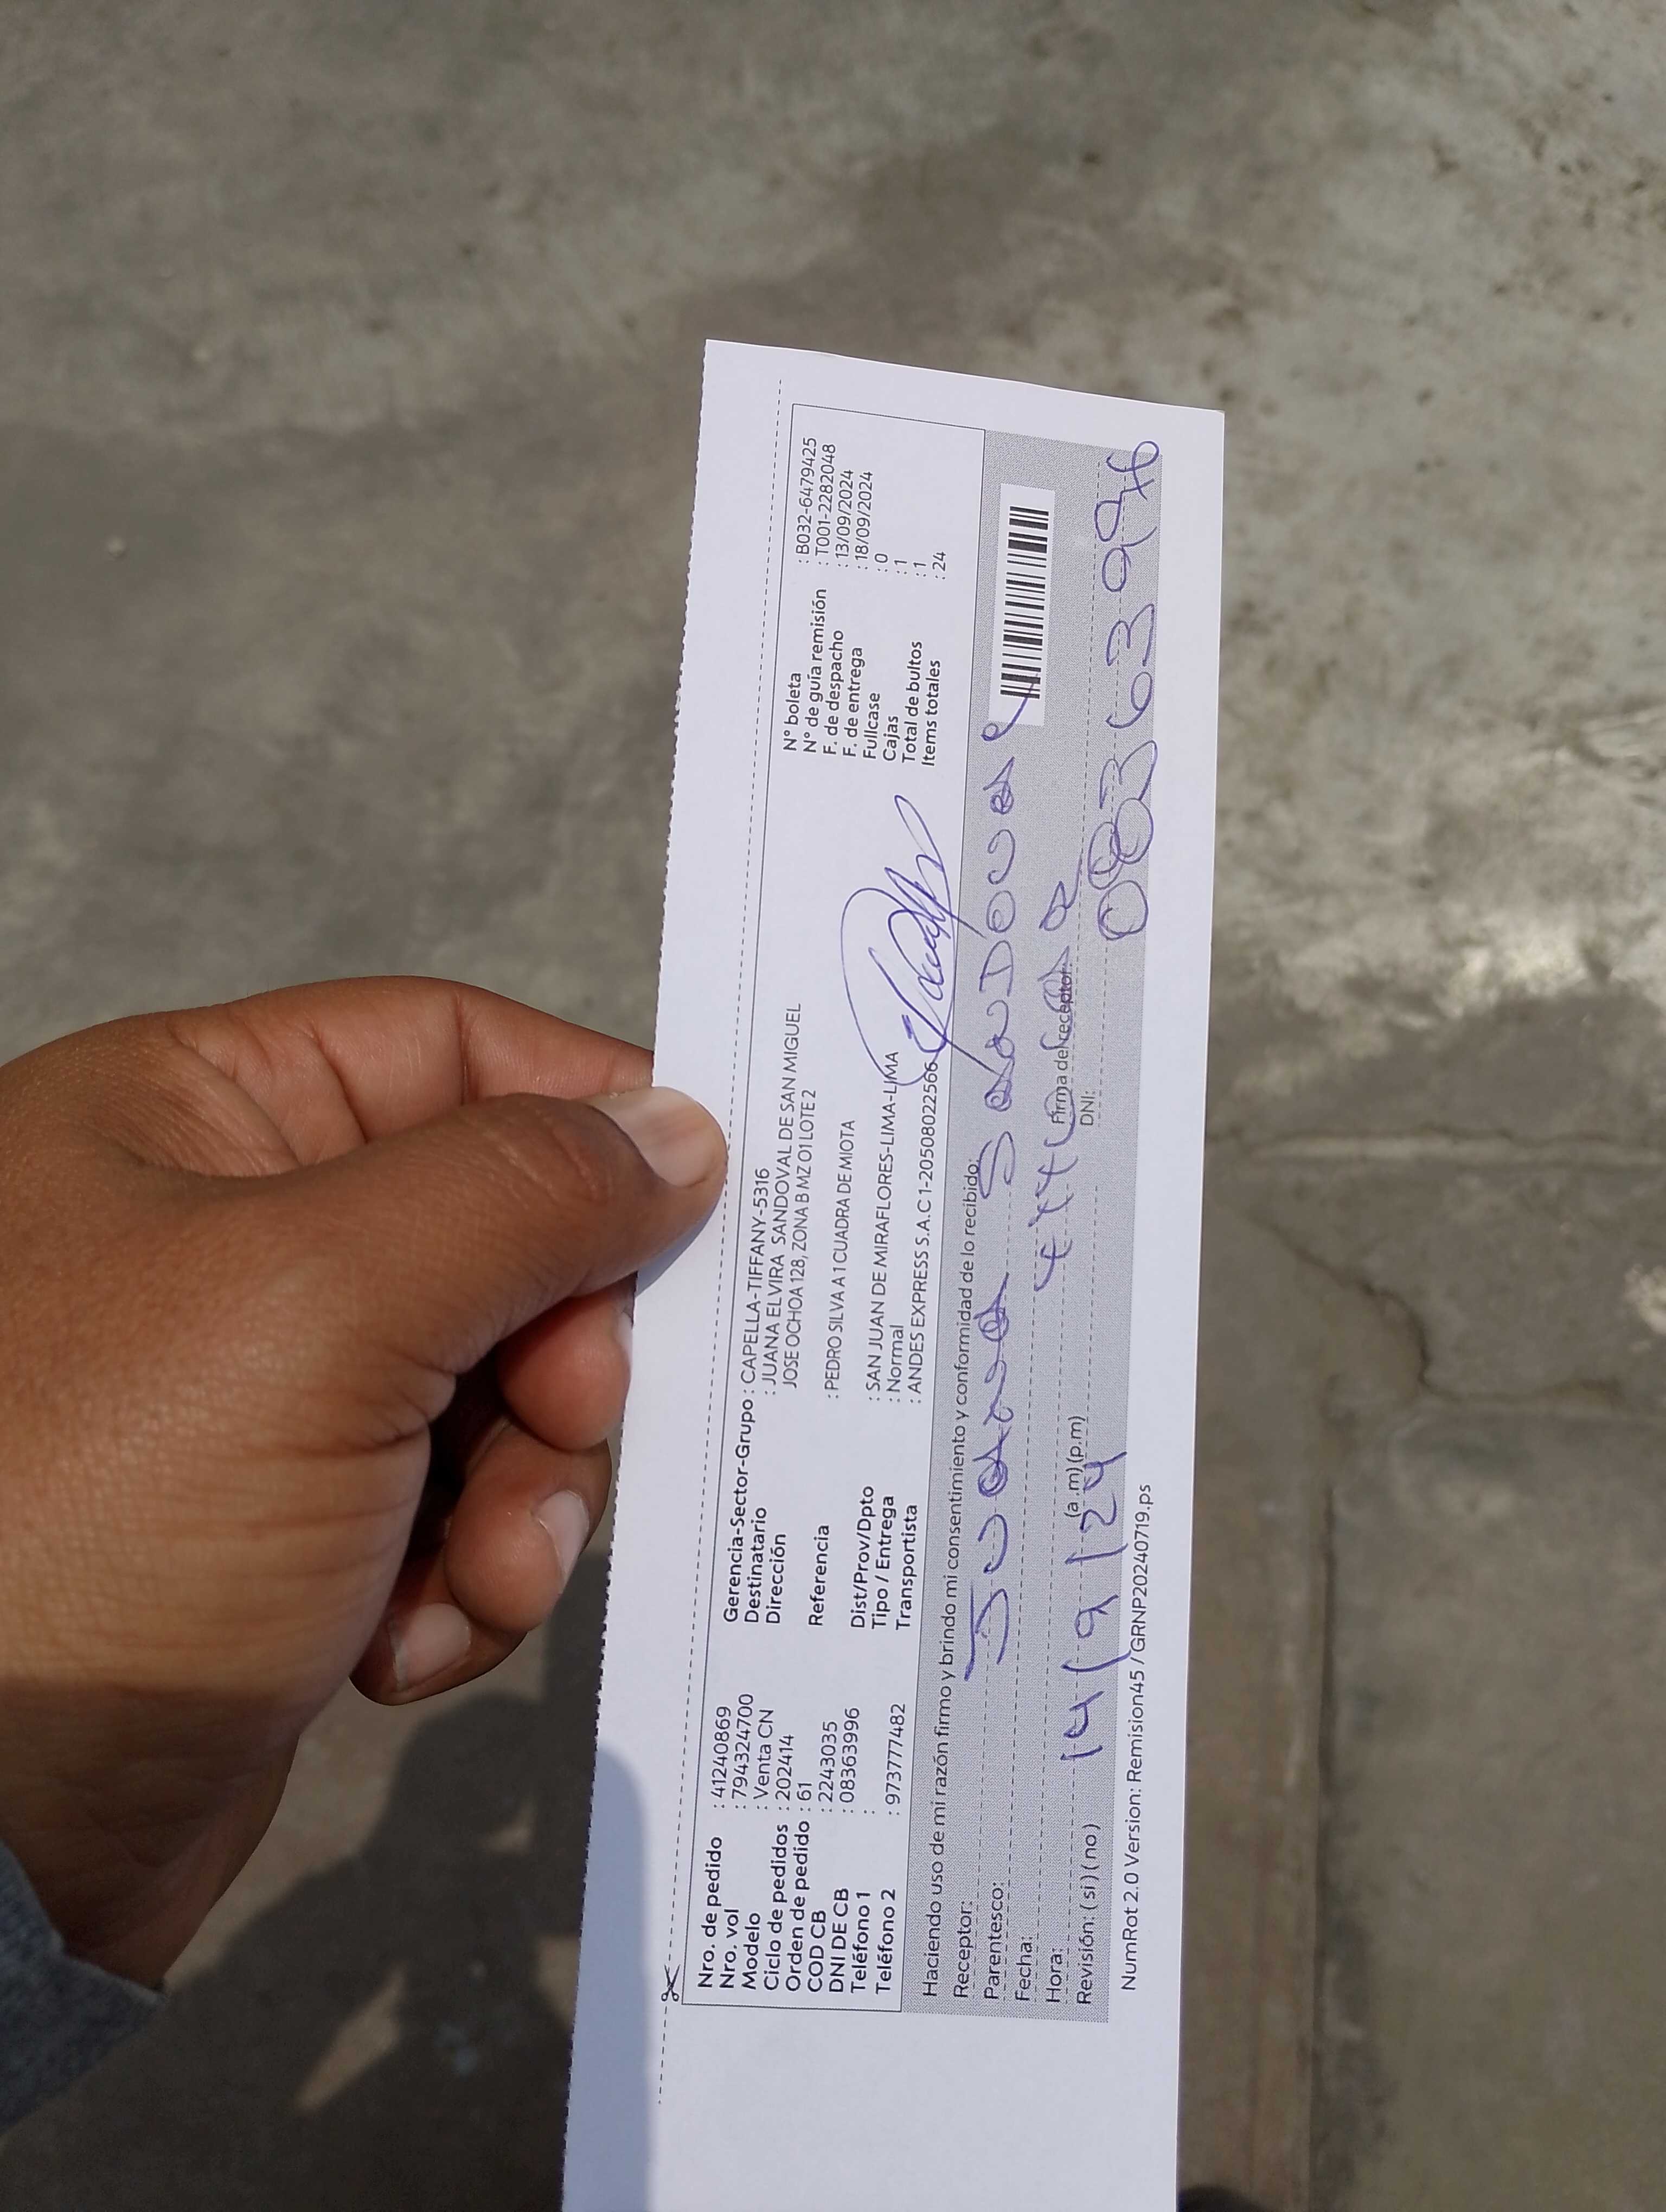 Nro. de pedido : 41240869
Nro. vol : 794324700
Modelo : Venta CN
Ciclo de pedidos : 202414
Orden de pedido : 61
COD CB : 2243035
DNI DE CB : 08363996
Teléfono 1 :
Teléfono 2 : 973777482
Gerencia-Sector-Grupo : CAPELLA-TIFFANY-5316
Destinatario : JUANA ELVIRA SANDOVAL DE SAN MIGUEL
Dirección JOSE OCHOA 128, ZONA B MZ O1 LOTE 2
Referencia : PEDRO SILVA A 1 CUADRA DE MIOTA
Dist/Prov/Dpto : SAN JUAN DE MIRAFLORES-LIMA-LIMA
Tipo / Entrega : Normal
Transportista : ANDES EXPRESS S.A.C 1-20508022566
N° boleta : B032-6479425
N° de guía remisión : T001-2282048
F. de despacho : 13/09/2024
F. de entrega : 18/09/2024
Fullcase : 0
Cajas : 1
Total de bultos : 1
Items totales : 24
Haciendo uso de mi razón firmo y brindo mi consentimiento y conformidad de lo recibido:
Receptor: Juana Sandoval
Parentesco:
Fecha:
Hora: 14/9/24 (a.m) (p.m)
Revisión: ( si ) ( no )
Firma del receptor:
DNI: 08363996
NumRot 2.0 Version: Remision45 / GRNP20240719.ps